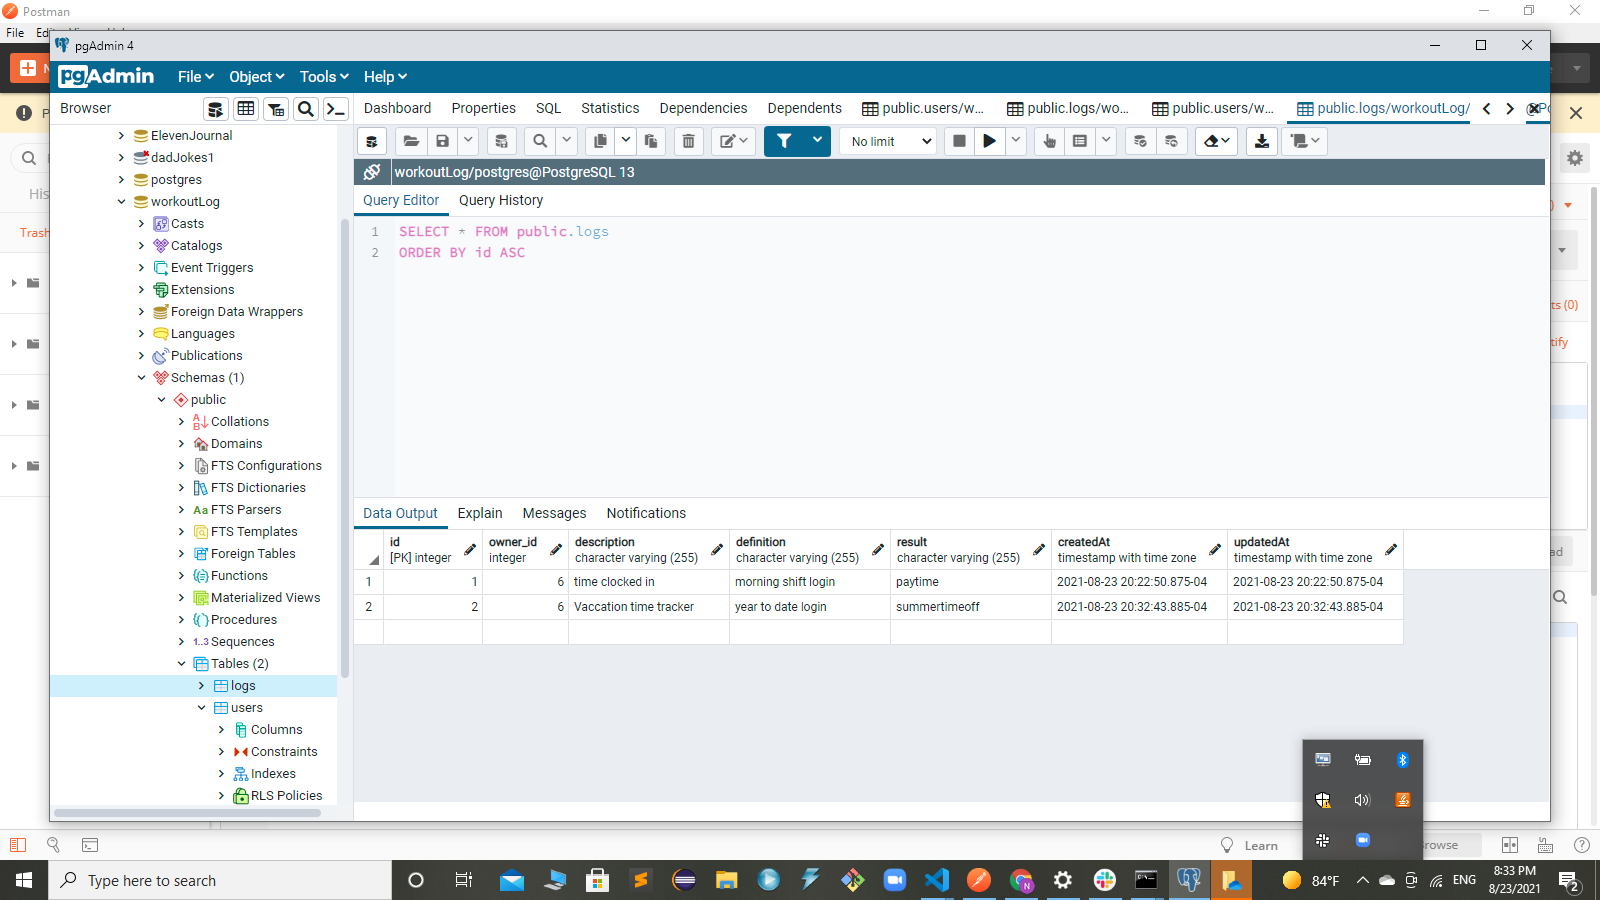 Postman
File
pgAdmin 4
pgAdmin File Object Tools Help
Browser
Dashboard Properties SQL Statistics Dependencies Dependents public.users/w... public.logs/wo... public.users/w... public.logs/workoutLog/
No limit
workoutLog/postgres@PostgreSQL 13
Query Editor Query History
1 SELECT * FROM public.logs
2 ORDER BY id ASC
ElevenJournal
dadJokes1
postgres
workoutLog
Casts
Catalogs
Event Triggers
Extensions
Foreign Data Wrappers
Languages
Publications
Schemas (1)
public
Collations
Domains
FTS Configurations
FTS Dictionaries
Aa FTS Parsers
FTS Templates
Foreign Tables
Functions
Materialized Views
Procedures
1..3 Sequences
Tables (2)
logs
users
Columns
Constraints
Indexes
RLS Policies
His
Trash
ts (0)
tify
ad
Data Output Explain Messages Notifications
id owner_id description definition result createdAt updatedAt
[PK] integer integer character varying (255) character varying (255) character varying (255) timestamp with time zone timestamp with time zone
1 1 6 time clocked in morning shift login paytime 2021-08-23 20:22:50.875-04 2021-08-23 20:22:50.875-04
2 2 6 Vaccation time tracker year to date login summertimeoff 2021-08-23 20:32:43.885-04 2021-08-23 20:32:43.885-04
Learn
rowse
Type here to search
84°F
ENG
8:33 PM
8/23/2021
2